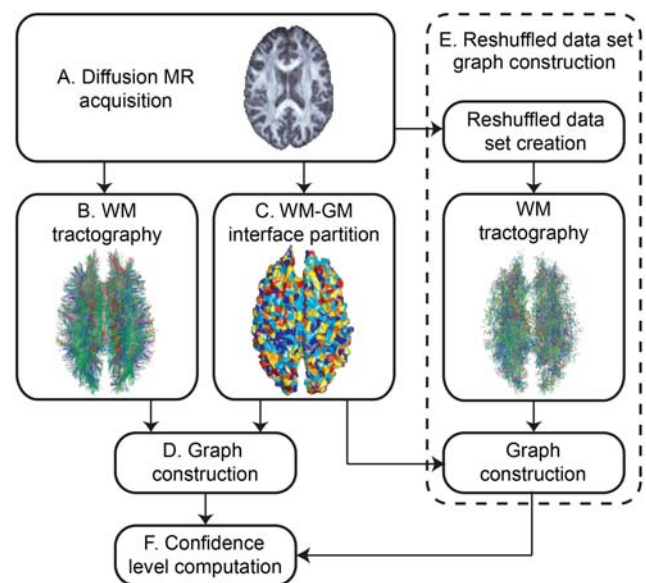 A. Diffusion MR
acquisition
E. Reshuffled data set
graph construction
Reshuffled data
set creation
B. WM
tractography
C. WM-GM
interface partition
WM
tractography
D. Graph
construction
Graph
construction
F. Confidence
level computation